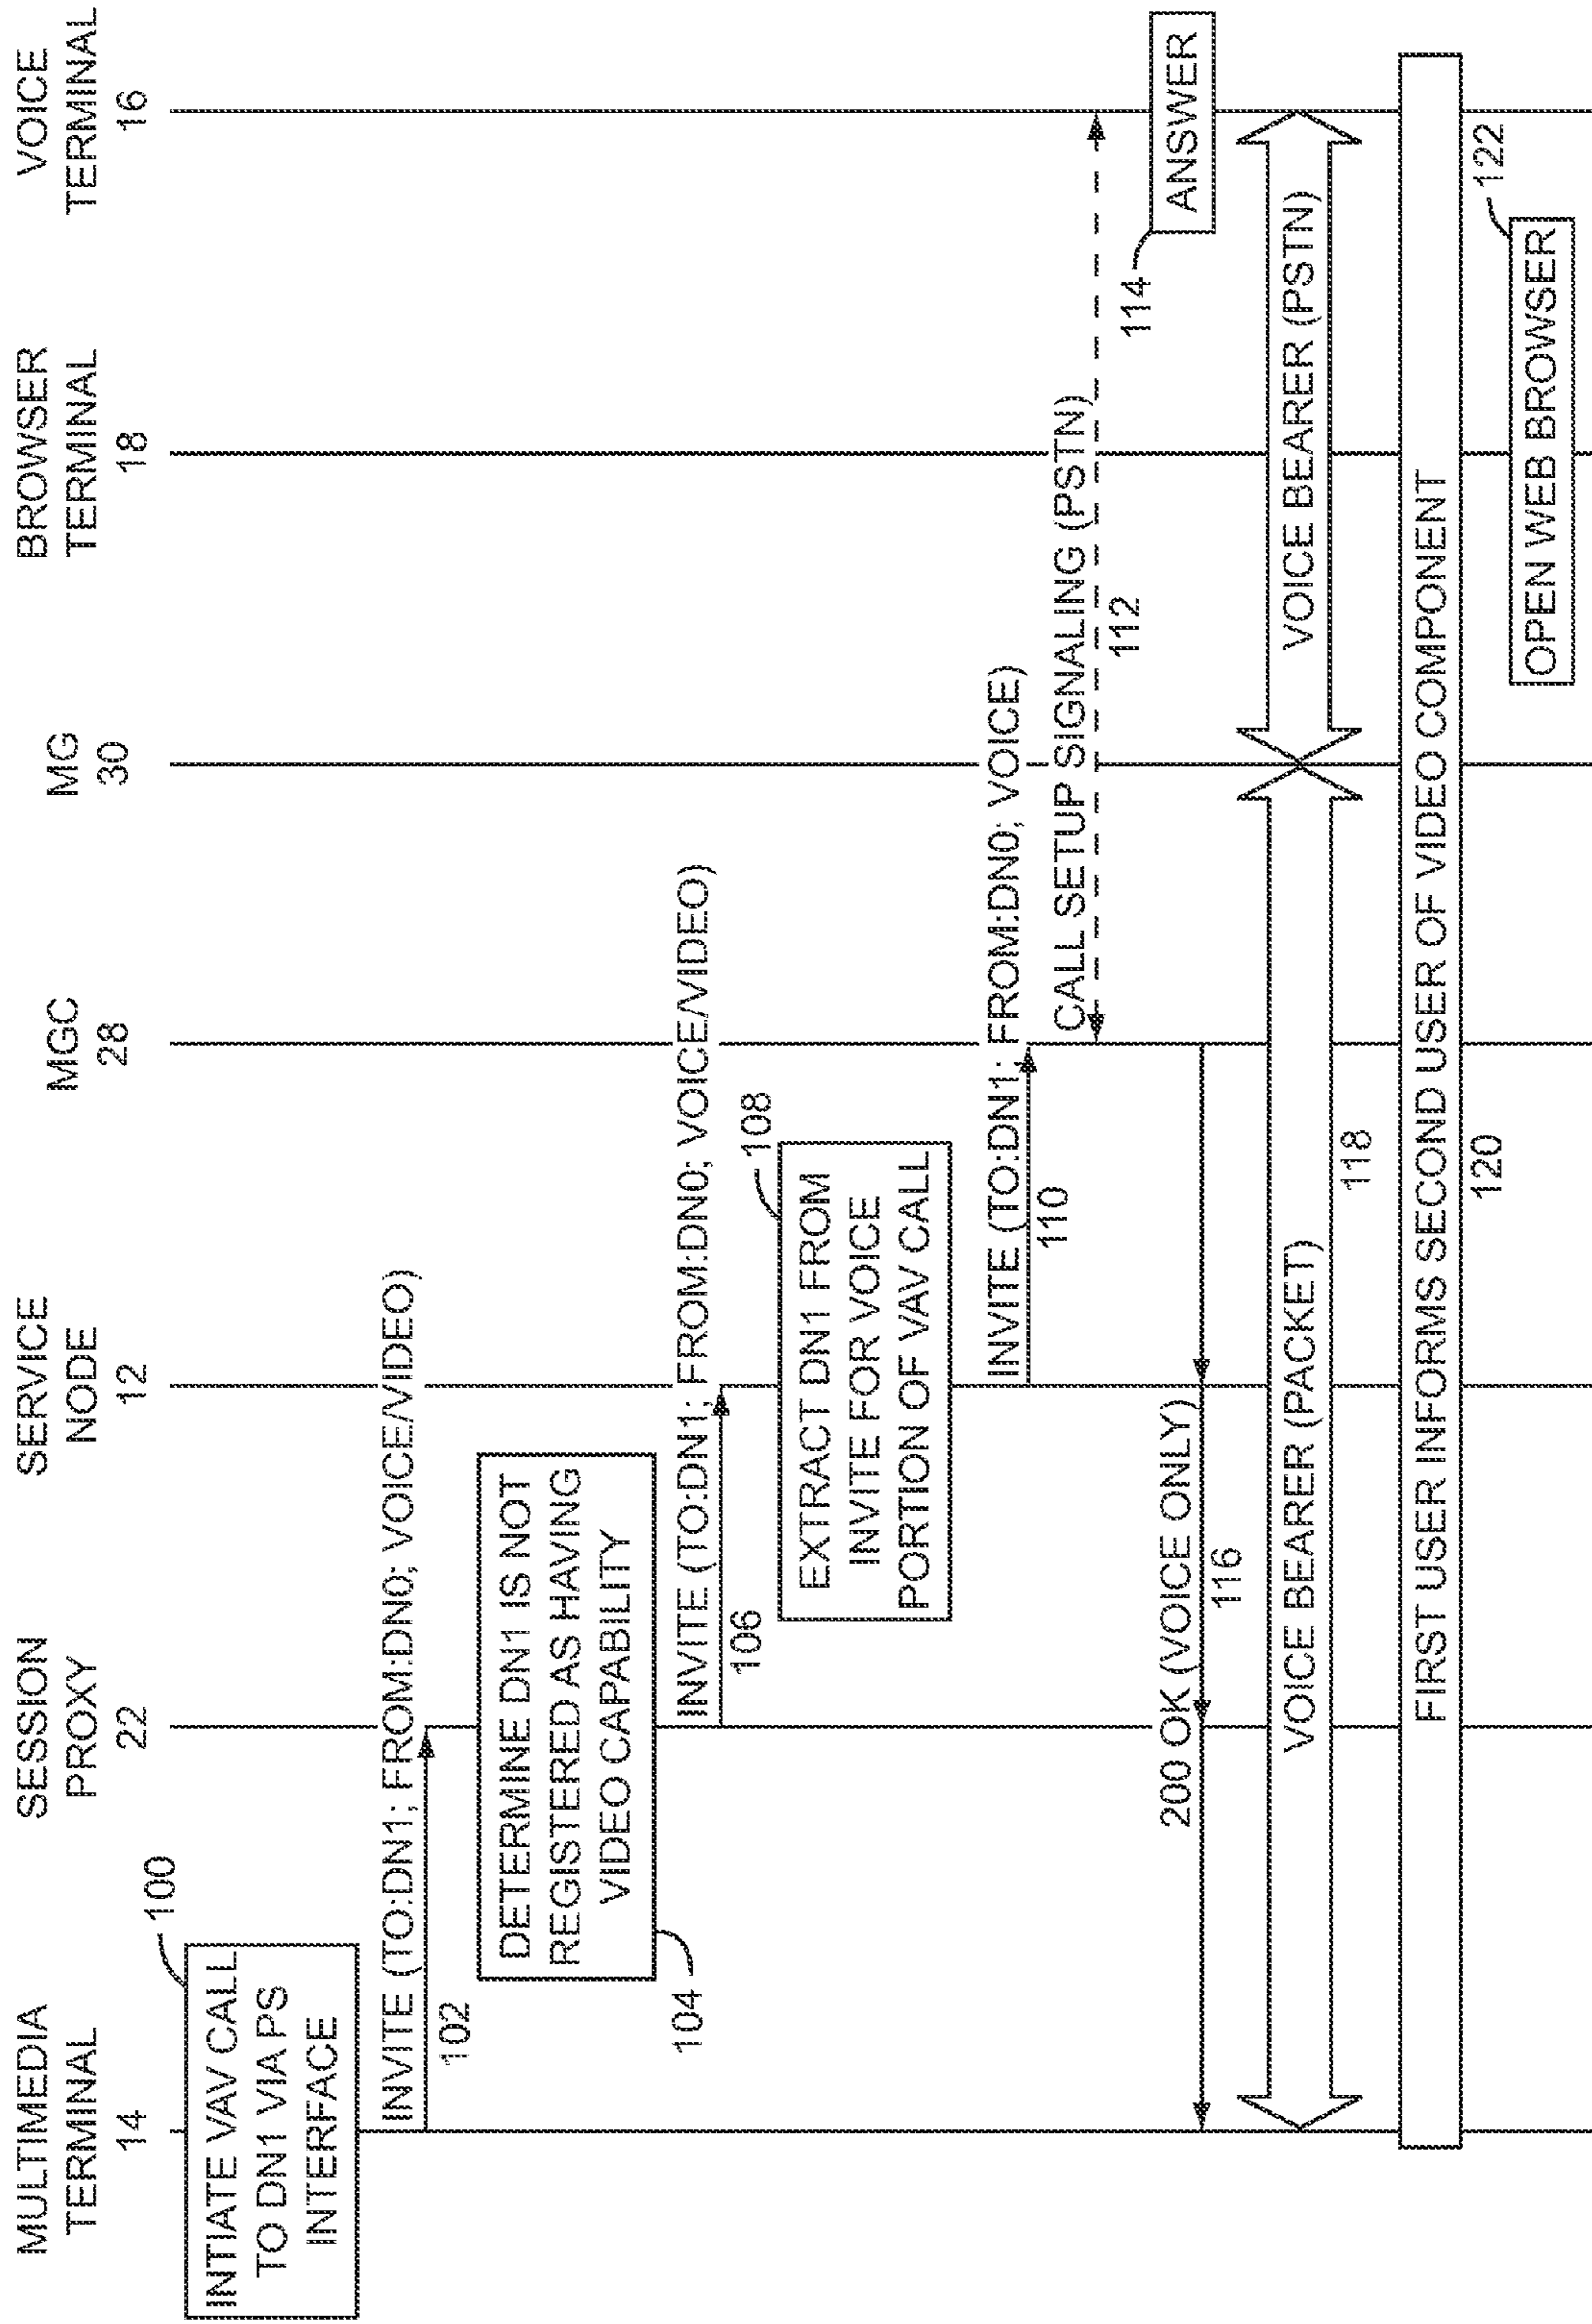 MULTIMEDIA
TERMINAL
14
SESSION
PROXY
22
SERVICE
NODE
12
MGC
28
MG
30
BROWSER
TERMINAL
18
VOICE
TERMINAL
16
100
INTIATE VAV CALL
TO DN1 VIA PS
INTERFACE
INVITE (TO:DN1; FROM:DN0; VOICE/VIDEO)
102
DETERMINE DN1 IS NOT
REGISTERED AS HAVING
VIDEO CAPABILITY
104
INVITE (TO:DN1; FROM:DN0; VOICE/VIDEO)
106
108
EXTRACT DN1 FROM
INVITE FOR VOICE
PORTION OF VAV CALL
INVITE (TO:DN1; FROM:DN0; VOICE)
110
CALL SETUP SIGNALING (PSTN)
112
114
ANSWER
200 OK (VOICE ONLY)
116
VOICE BEARER (PACKET)
VOICE BEARER (PSTN)
118
FIRST USER INFORMS SECOND USER OF VIDEO COMPONENT
120
122
OPEN WEB BROWSER